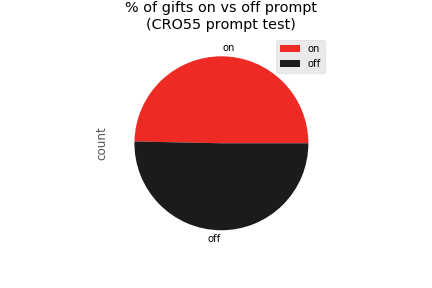 % of gifts on vs off prompt
(CRO55 prompt test)
on
on
off
count
off